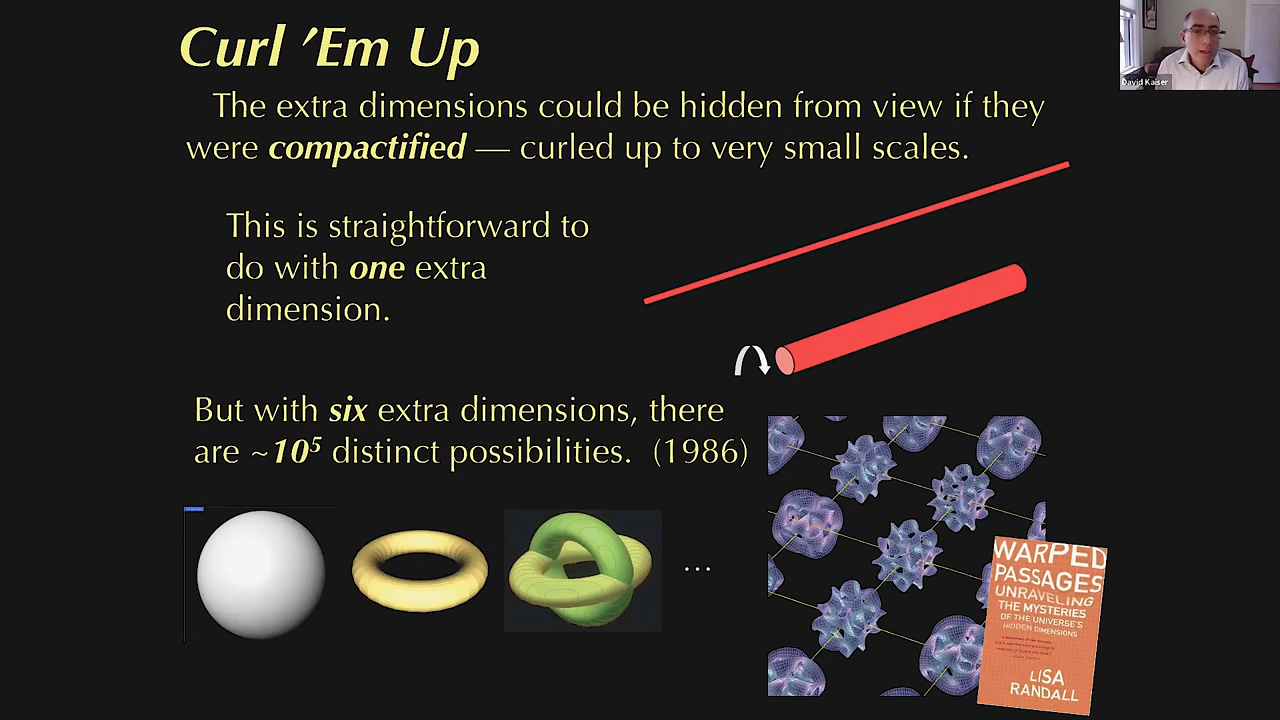 Curl ’Em Up
The extra dimensions could be hidden from view if they
were compactified — curled up to very small scales.
This is straightforward to
do with one extra
dimension.
But with six extra dimensions, there
are ~10⁵ distinct possibilities. (1986)
...
WARPED
PASSAGES
UNRAVELING
THE MYSTERIES
OF THE UNIVERSE'S
HIDDEN DIMENSIONS
LISA
RANDALL
David Kaiser